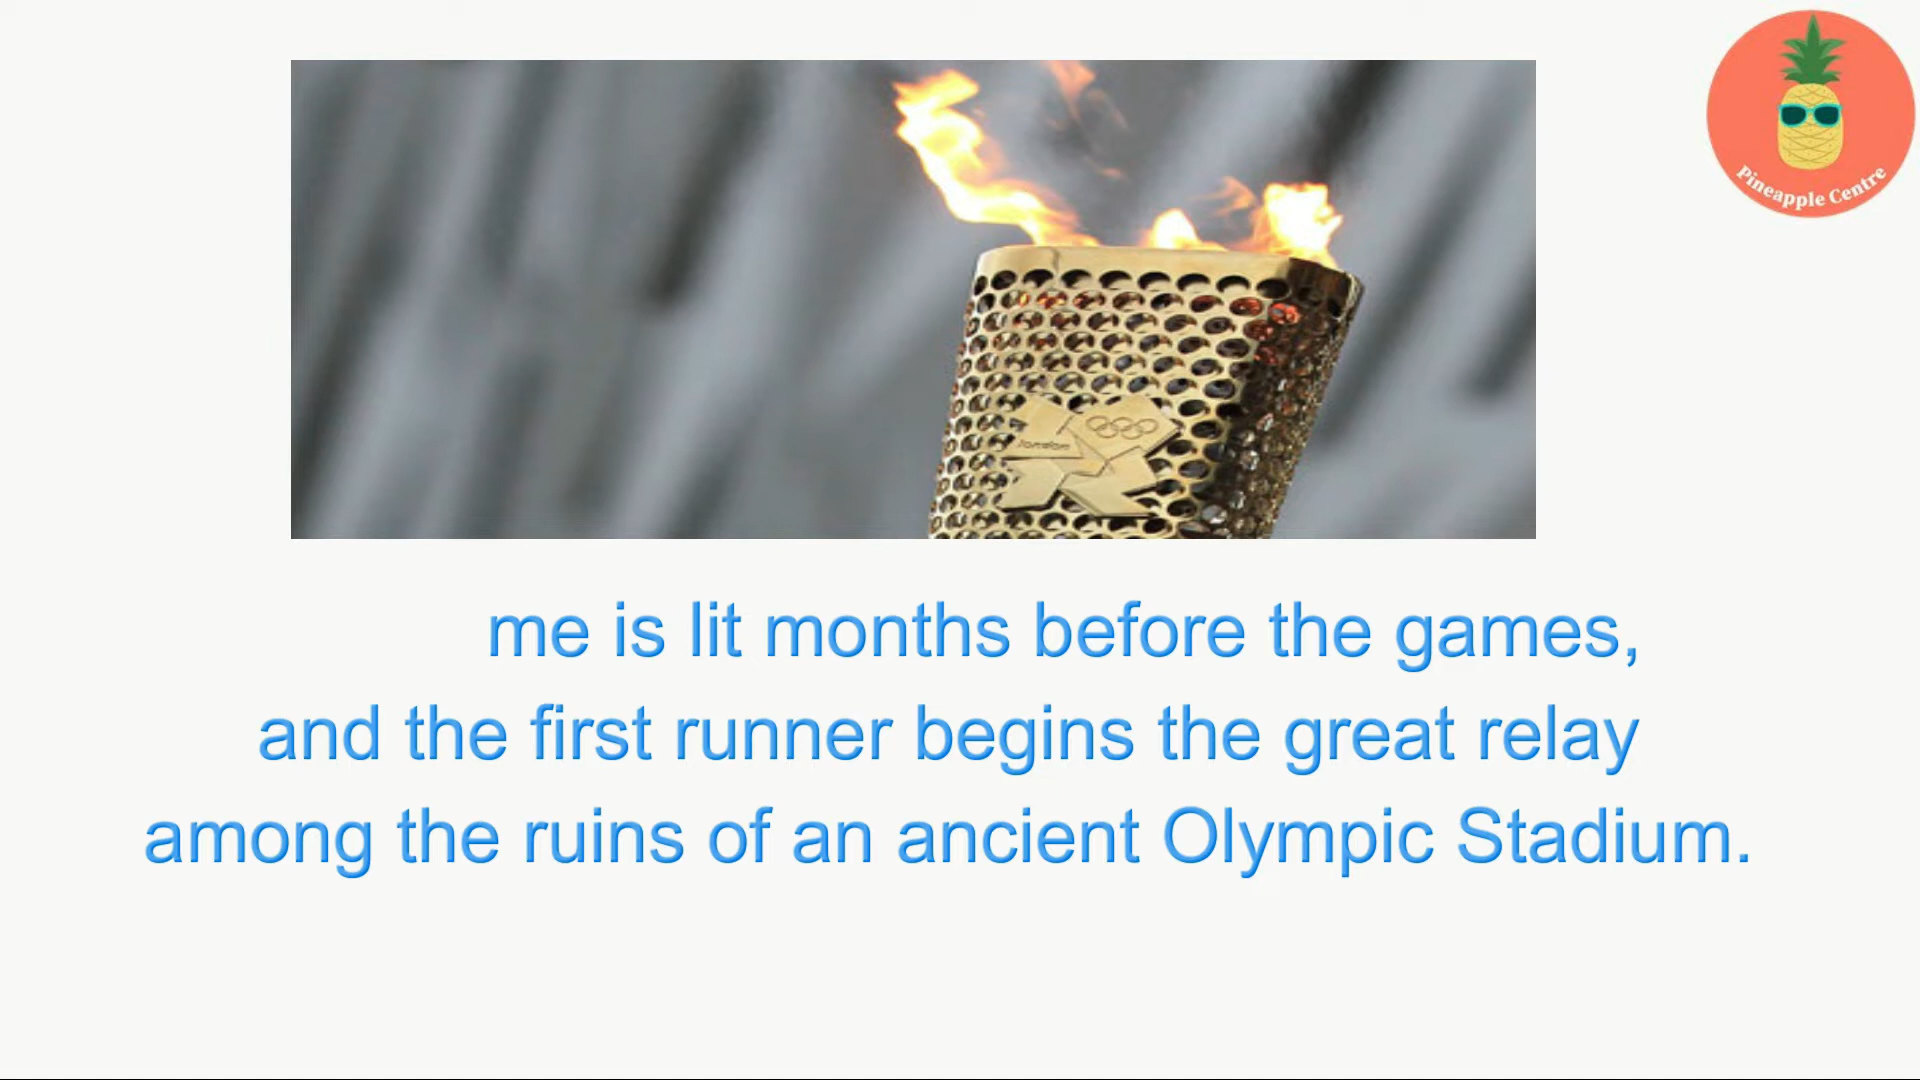 Pineapple Centre
london
me is lit months before the games,
and the first runner begins the great relay
among the ruins of an ancient Olympic Stadium.